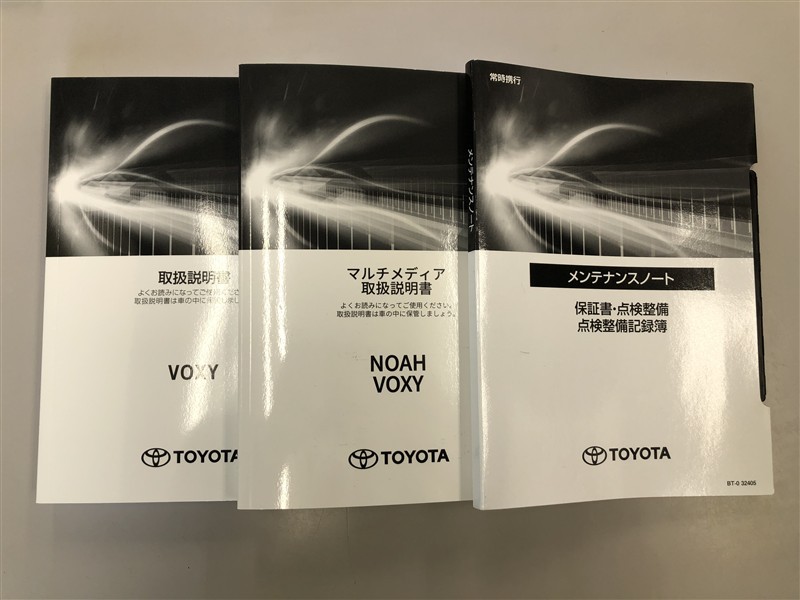 取扱説明書
よくお読みになってご使用くださ
取扱説明書は車の中に保管しまし
VOXY
TOYOTA
マルチメディア
取扱説明書
よくお読みになってご使用ください。
取扱説明書は車の中に保管しましょう。
NOAH
VOXY
TOYOTA
メンテナンスノート
常時携行
メンテナンスノート
保証書・点検整備
点検整備記録簿
TOYOTA
BT-0 32405